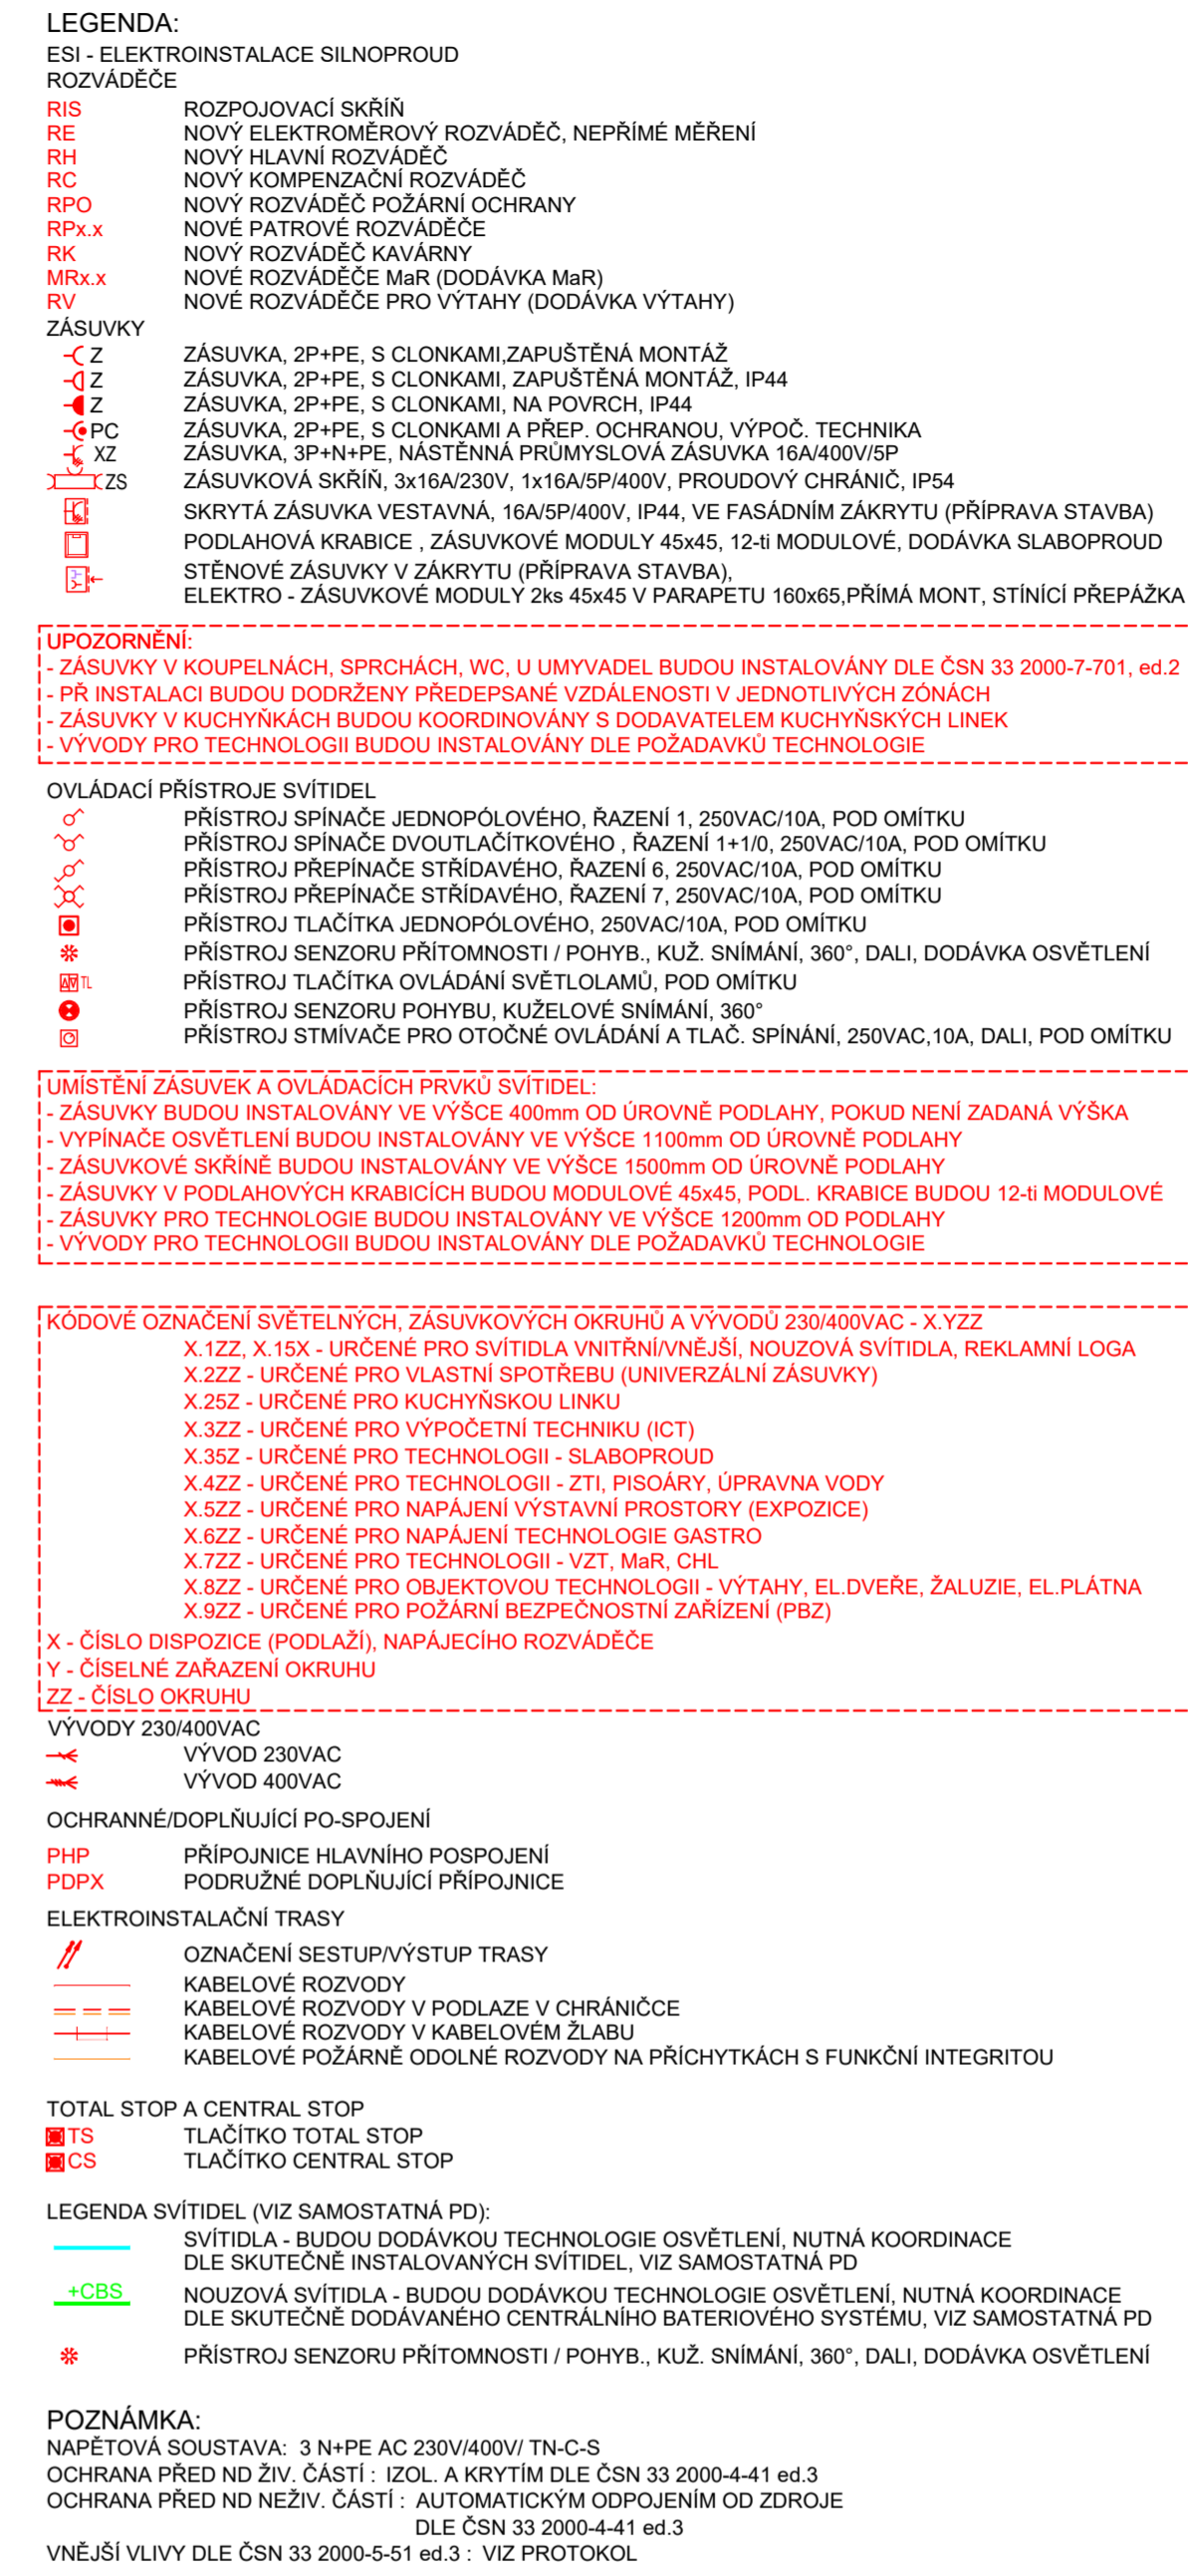 LEGENDA:
ESI - ELEKTROINSTALACE SILNOPROUD
ROZVÁDĚČE
RIS ROZPOJOVACÍ SKŘÍŇ
RE NOVÝ ELEKTROMĚROVÝ ROZVÁDĚČ, NEPŘÍMÉ MĚŘENÍ
RH NOVÝ HLAVNÍ ROZVÁDĚČ
RC NOVÝ KOMPENZAČNÍ ROZVÁDĚČ
RPO NOVÝ ROZVÁDĚČ POŽÁRNÍ OCHRANY
RPx.x NOVÉ PATROVÉ ROZVÁDĚČE
RK NOVÝ ROZVÁDĚČ KAVÁRNY
MRx.x NOVÉ ROZVÁDĚČE MaR (DODÁVKA MaR)
RV NOVÉ ROZVÁDĚČE PRO VÝTAHY (DODÁVKA VÝTAHY)
ZÁSUVKY
Z ZÁSUVKA, 2P+PE, S CLONKAMI,ZAPUŠTĚNÁ MONTÁŽ
Z ZÁSUVKA, 2P+PE, S CLONKAMI, ZAPUŠTĚNÁ MONTÁŽ, IP44
Z ZÁSUVKA, 2P+PE, S CLONKAMI, NA POVRCH, IP44
PC ZÁSUVKA, 2P+PE, S CLONKAMI A PŘEP. OCHRANOU, VÝPOČ. TECHNIKA
XZ ZÁSUVKA, 3P+N+PE, NÁSTĚNNÁ PRŮMYSLOVÁ ZÁSUVKA 16A/400V/5P
ZS ZÁSUVKOVÁ SKŘÍŇ, 3x16A/230V, 1x16A/5P/400V, PROUDOVÝ CHRÁNIČ, IP54
SKRYTÁ ZÁSUVKA VESTAVNÁ, 16A/5P/400V, IP44, VE FASÁDNÍM ZÁKRYTU (PŘÍPRAVA STAVBA)
PODLAHOVÁ KRABICE , ZÁSUVKOVÉ MODULY 45x45, 12-ti MODULOVÉ, DODÁVKA SLABOPROUD
STĚNOVÉ ZÁSUVKY V ZÁKRYTU (PŘÍPRAVA STAVBA),
ELEKTRO - ZÁSUVKOVÉ MODULY 2ks 45x45 V PARAPETU 160x65,PŘÍMÁ MONT, STÍNÍCÍ PŘEPÁŽKA
UPOZORNĚNÍ:
- ZÁSUVKY V KOUPELNÁCH, SPRCHÁCH, WC, U UMYVADEL BUDOU INSTALOVÁNY DLE ČSN 33 2000-7-701, ed.2
- PŘ INSTALACI BUDOU DODRŽENY PŘEDEPSANÉ VZDÁLENOSTI V JEDNOTLIVÝCH ZÓNÁCH
- ZÁSUVKY V KUCHYŇKÁCH BUDOU KOORDINOVÁNY S DODAVATELEM KUCHYŇSKÝCH LINEK
- VÝVODY PRO TECHNOLOGII BUDOU INSTALOVÁNY DLE POŽADAVKŮ TECHNOLOGIE
OVLÁDACÍ PŘÍSTROJE SVÍTIDEL
PŘÍSTROJ SPÍNAČE JEDNOPÓLOVÉHO, ŘAZENÍ 1, 250VAC/10A, POD OMÍTKU
PŘÍSTROJ SPÍNAČE DVOUTLAČÍTKOVÉHO , ŘAZENÍ 1+1/0, 250VAC/10A, POD OMÍTKU
PŘÍSTROJ PŘEPÍNAČE STŘÍDAVÉHO, ŘAZENÍ 6, 250VAC/10A, POD OMÍTKU
PŘÍSTROJ PŘEPÍNAČE STŘÍDAVÉHO, ŘAZENÍ 7, 250VAC/10A, POD OMÍTKU
PŘÍSTROJ TLAČÍTKA JEDNOPÓLOVÉHO, 250VAC/10A, POD OMÍTKU
PŘÍSTROJ SENZORU PŘÍTOMNOSTI / POHYB., KUŽ. SNÍMÁNÍ, 360°, DALI, DODÁVKA OSVĚTLENÍ
TL PŘÍSTROJ TLAČÍTKA OVLÁDÁNÍ SVĚTLOLAMŮ, POD OMÍTKU
PŘÍSTROJ SENZORU POHYBU, KUŽELOVÉ SNÍMÁNÍ, 360°
PŘÍSTROJ STMÍVAČE PRO OTOČNÉ OVLÁDÁNÍ A TLAČ. SPÍNÁNÍ, 250VAC,10A, DALI, POD OMÍTKU
UMÍSTĚNÍ ZÁSUVEK A OVLÁDACÍCH PRVKŮ SVÍTIDEL:
- ZÁSUVKY BUDOU INSTALOVÁNY VE VÝŠCE 400mm OD ÚROVNĚ PODLAHY, POKUD NENÍ ZADANÁ VÝŠKA
- VYPÍNAČE OSVĚTLENÍ BUDOU INSTALOVÁNY VE VÝŠCE 1100mm OD ÚROVNĚ PODLAHY
- ZÁSUVKOVÉ SKŘÍNĚ BUDOU INSTALOVÁNY VE VÝŠCE 1500mm OD ÚROVNĚ PODLAHY
- ZÁSUVKY V PODLAHOVÝCH KRABICÍCH BUDOU MODULOVÉ 45x45, PODL. KRABICE BUDOU 12-ti MODULOVÉ
- ZÁSUVKY PRO TECHNOLOGIE BUDOU INSTALOVÁNY VE VÝŠCE 1200mm OD PODLAHY
- VÝVODY PRO TECHNOLOGII BUDOU INSTALOVÁNY DLE POŽADAVKŮ TECHNOLOGIE
KÓDOVÉ OZNAČENÍ SVĚTELNÝCH, ZÁSUVKOVÝCH OKRUHŮ A VÝVODŮ 230/400VAC - X.YZZ
X.1ZZ, X.15X - URČENÉ PRO SVÍTIDLA VNITŘNÍ/VNĚJŠÍ, NOUZOVÁ SVÍTIDLA, REKLAMNÍ LOGA
X.2ZZ - URČENÉ PRO VLASTNÍ SPOTŘEBU (UNIVERZÁLNÍ ZÁSUVKY)
X.25Z - URČENÉ PRO KUCHYŇSKOU LINKU
X.3ZZ - URČENÉ PRO VÝPOČETNÍ TECHNIKU (ICT)
X.35Z - URČENÉ PRO TECHNOLOGII - SLABOPROUD
X.4ZZ - URČENÉ PRO TECHNOLOGII - ZTI, PISOÁRY, ÚPRAVNA VODY
X.5ZZ - URČENÉ PRO NAPÁJENÍ VÝSTAVNÍ PROSTORY (EXPOZICE)
X.6ZZ - URČENÉ PRO NAPÁJENÍ TECHNOLOGIE GASTRO
X.7ZZ - URČENÉ PRO TECHNOLOGII - VZT, MaR, CHL
X.8ZZ - URČENÉ PRO OBJEKTOVOU TECHNOLOGII - VÝTAHY, EL.DVEŘE, ŽALUZIE, EL.PLÁTNA
X.9ZZ - URČENÉ PRO POŽÁRNÍ BEZPEČNOSTNÍ ZAŘÍZENÍ (PBZ)
X - ČÍSLO DISPOZICE (PODLAŽÍ), NAPÁJECÍHO ROZVÁDĚČE
Y - ČÍSELNÉ ZAŘAZENÍ OKRUHU
ZZ - ČÍSLO OKRUHU
VÝVODY 230/400VAC
VÝVOD 230VAC
VÝVOD 400VAC
OCHRANNÉ/DOPLŇUJÍCÍ PO-SPOJENÍ
PHP PŘÍPOJNICE HLAVNÍHO POSPOJENÍ
PDPX PODRUŽNÉ DOPLŇUJÍCÍ PŘÍPOJNICE
ELEKTROINSTALAČNÍ TRASY
OZNAČENÍ SESTUP/VÝSTUP TRASY
KABELOVÉ ROZVODY
KABELOVÉ ROZVODY V PODLAZE V CHRÁNIČCE
KABELOVÉ ROZVODY V KABELOVÉM ŽLABU
KABELOVÉ POŽÁRNĚ ODOLNÉ ROZVODY NA PŘÍCHYTKÁCH S FUNKČNÍ INTEGRITOU
TOTAL STOP A CENTRAL STOP
TS TLAČÍTKO TOTAL STOP
CS TLAČÍTKO CENTRAL STOP
LEGENDA SVÍTIDEL (VIZ SAMOSTATNÁ PD):
SVÍTIDLA - BUDOU DODÁVKOU TECHNOLOGIE OSVĚTLENÍ, NUTNÁ KOORDINACE
DLE SKUTEČNĚ INSTALOVANÝCH SVÍTIDEL, VIZ SAMOSTATNÁ PD
+CBS NOUZOVÁ SVÍTIDLA - BUDOU DODÁVKOU TECHNOLOGIE OSVĚTLENÍ, NUTNÁ KOORDINACE
DLE SKUTEČNĚ DODÁVANÉHO CENTRÁLNÍHO BATERIOVÉHO SYSTÉMU, VIZ SAMOSTATNÁ PD
PŘÍSTROJ SENZORU PŘÍTOMNOSTI / POHYB., KUŽ. SNÍMÁNÍ, 360°, DALI, DODÁVKA OSVĚTLENÍ
POZNÁMKA:
NAPĚTOVÁ SOUSTAVA: 3 N+PE AC 230V/400V/ TN-C-S
OCHRANA PŘED ND ŽIV. ČÁSTÍ : IZOL. A KRYTÍM DLE ČSN 33 2000-4-41 ed.3
OCHRANA PŘED ND NEŽIV. ČÁSTÍ : AUTOMATICKÝM ODPOJENÍM OD ZDROJE
DLE ČSN 33 2000-4-41 ed.3
VNĚJŠÍ VLIVY DLE ČSN 33 2000-5-51 ed.3 : VIZ PROTOKOL